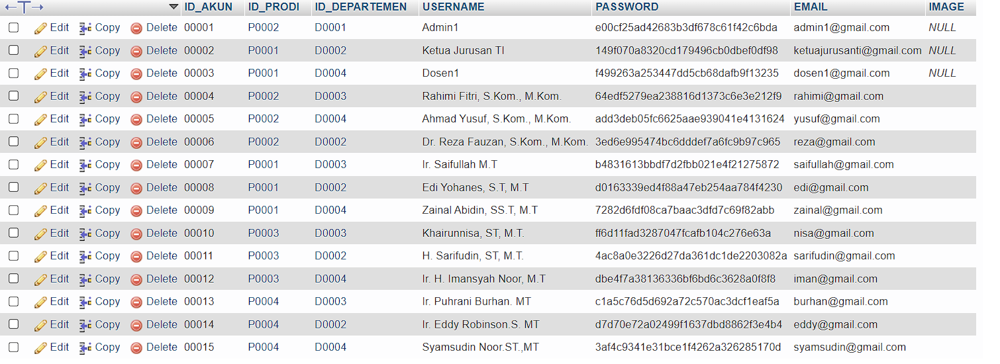 ID_AKUN ID_PRODI ID_DEPARTEMEN USERNAME PASSWORD EMAIL IMAGE
Edit Copy Delete 00001 P0002 D0001 Admin1 e00cf25ad42683b3df678c61f42c6bda admin1@gmail.com NULL
Edit Copy Delete 00002 P0001 D0002 Ketua Jurusan TI 149f070a8320cd179496cb0dbef0df98 ketuajurusanti@gmail.com NULL
Edit Copy Delete 00003 P0001 D0004 Dosen1 f499263a253447dd5cb68dafb9f13235 dosen1@gmail.com NULL
Edit Copy Delete 00004 P0002 D0003 Rahimi Fitri, S.Kom., M.Kom. 64edf5279ea238816d1373c6e3e212f9 rahimi@gmail.com
Edit Copy Delete 00005 P0002 D0004 Ahmad Yusuf, S.Kom., M.Kom. add3deb05fc6625aae939041e4131624 yusuf@gmail.com
Edit Copy Delete 00006 P0002 D0002 Dr. Reza Fauzan, S.Kom., M.Kom. 3ed6e995474bc6dddef7a6fc9b97c965 reza@gmail.com
Edit Copy Delete 00007 P0001 D0003 Ir. Saifullah M.T b4831613bbdf7d2fbb021e4f21275872 saifullah@gmail.com
Edit Copy Delete 00008 P0001 D0002 Edi Yohanes, S.T, M.T d0163339ed4f88a47eb254aa784f4230 edi@gmail.com
Edit Copy Delete 00009 P0001 D0004 Zainal Abidin, SS.T, M.T 7282d6fdf08ca7baac3dfd7c69f82abb zainal@gmail.com
Edit Copy Delete 00010 P0003 D0003 Khairunnisa, ST, M.T. ff6d11fad3287047fcafb104c276e63a nisa@gmail.com
Edit Copy Delete 00011 P0003 D0002 H. Sarifudin, ST, M.T. 4ac8a0e3226d27da361dc1de2203082a sarifudin@gmail.com
Edit Copy Delete 00012 P0003 D0004 Ir. H. Imansyah Noor, M.T dbe4f7a38136336bf6bd6c3628a0f8f8 iman@gmail.com
Edit Copy Delete 00013 P0004 D0003 Ir. Puhrani Burhan. MT c1a5c76d5d692a72c570ac3dcf1eaf5a burhan@gmail.com
Edit Copy Delete 00014 P0004 D0002 Ir. Eddy Robinson.S. MT d7d70e72a02499f1637dbd8862f3e4b4 eddy@gmail.com
Edit Copy Delete 00015 P0004 D0004 Syamsudin Noor.ST.,MT 3af4c9341e31bce1f4262a326285170d syamsudin@gmail.com